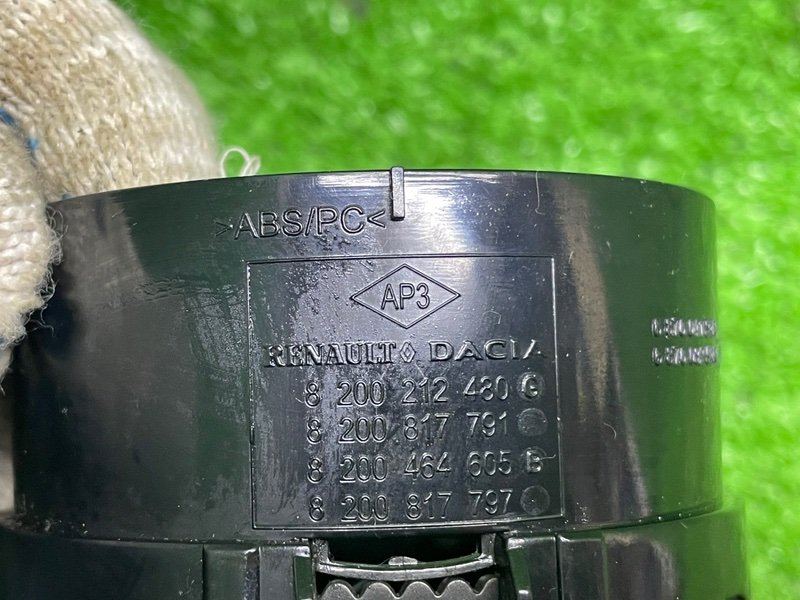 >ABS/PC<
AP3
RENAULT ◊ DACIA
8 200 212 480 G
8 200 817 791
8 200 464 605 B
8 200 817 797